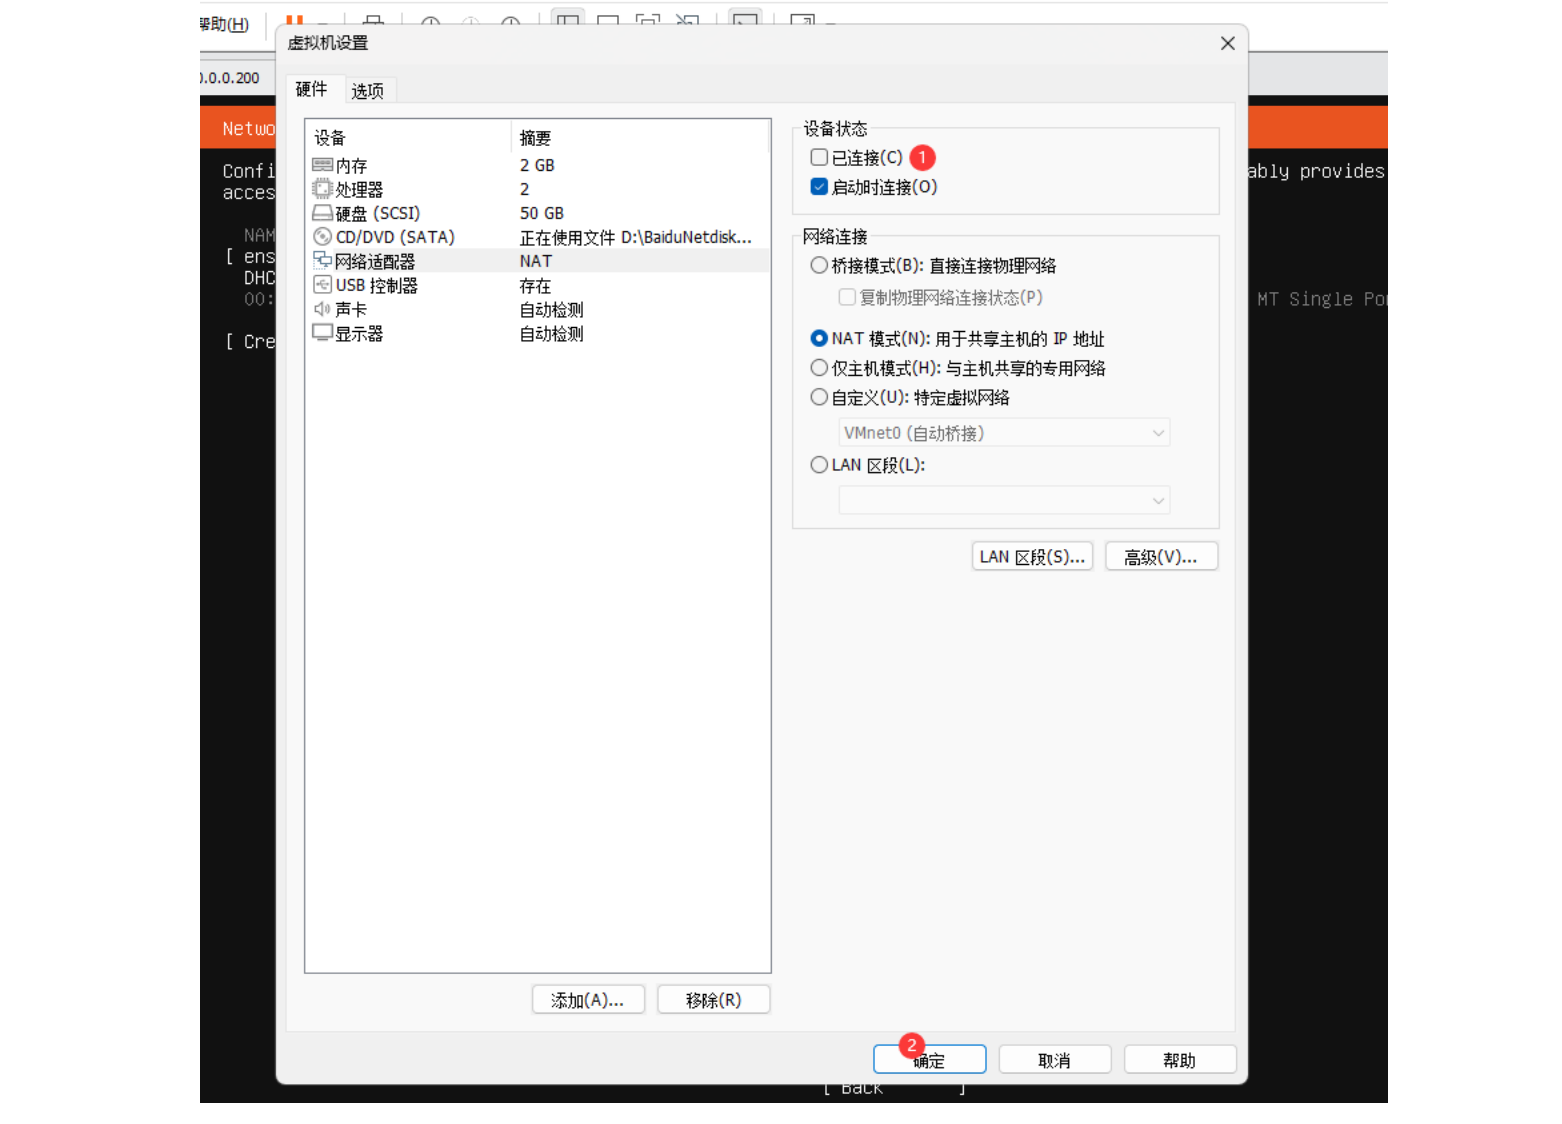 帮助(H)
虚拟机设置
0.0.0.200
硬件 选项
Netwo
Confi
acces
ably provides
NAM
[ ens
DHC
00:
MT Single Por
[ Cre
设备 摘要
内存 2 GB
处理器 2
硬盘 (SCSI) 50 GB
CD/DVD (SATA) 正在使用文件 D:\BaiduNetdisk...
网络适配器 NAT
USB 控制器 存在
声卡 自动检测
显示器 自动检测
添加(A)... 移除(R)
设备状态
已连接(C) 1
启动时连接(O)
网络连接
桥接模式(B): 直接连接物理网络
复制物理网络连接状态(P)
NAT 模式(N): 用于共享主机的 IP 地址
仅主机模式(H): 与主机共享的专用网络
自定义(U): 特定虚拟网络
VMnet0 (自动桥接)
LAN 区段(L):
LAN 区段(S)... 高级(V)...
2
确定 取消 帮助
[ Back ]